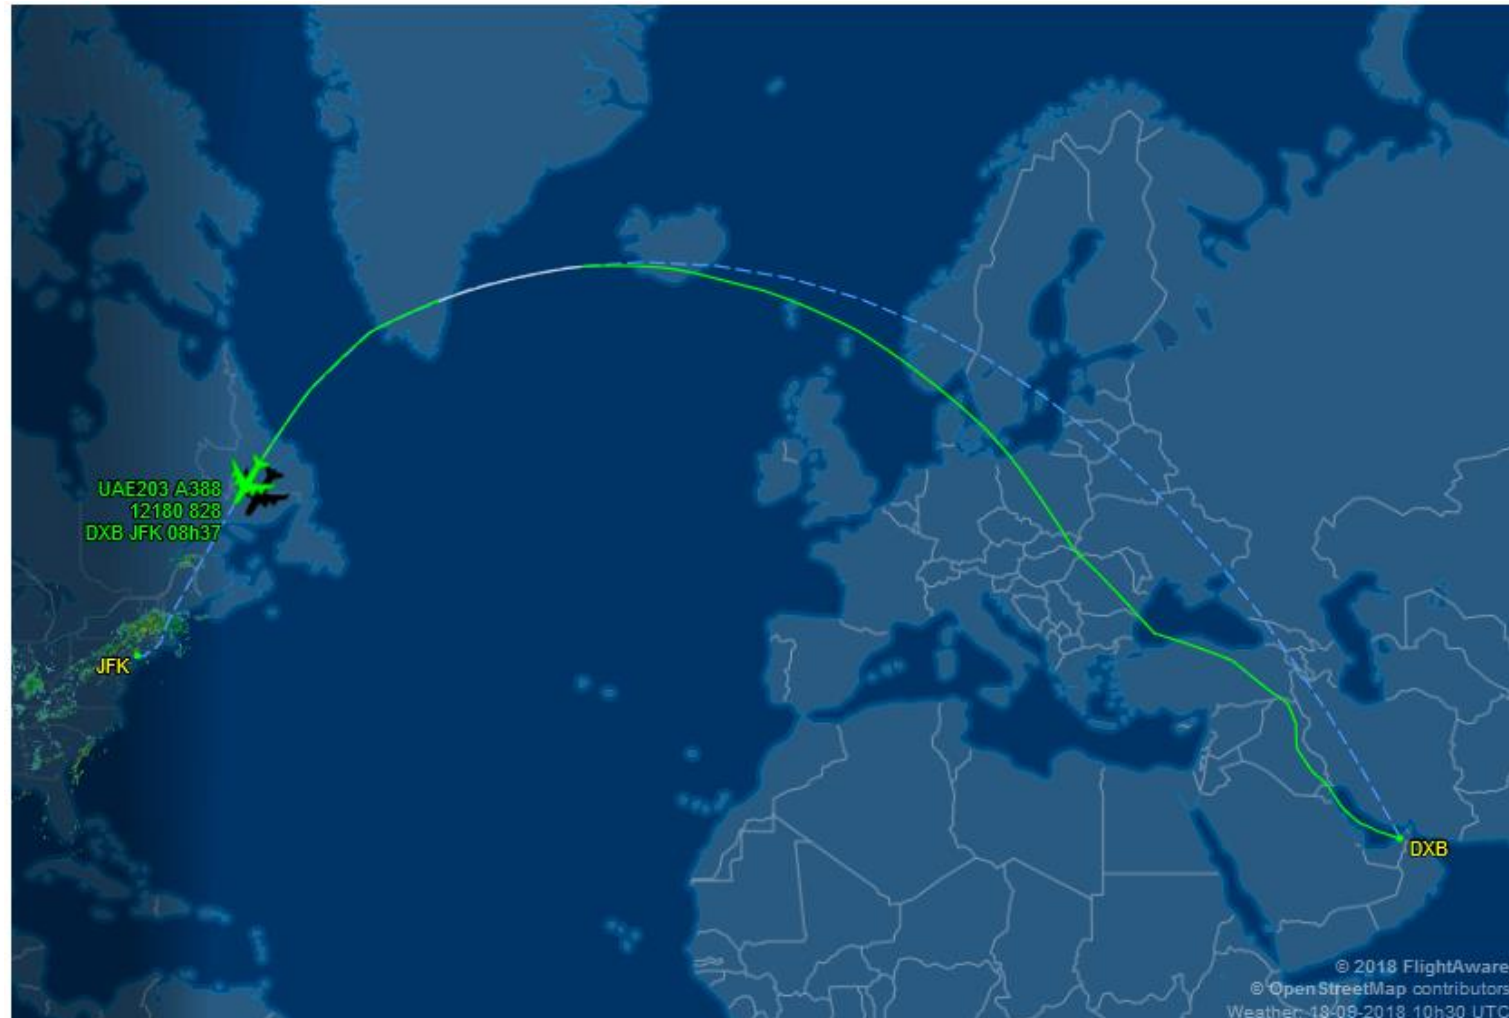 UAE203 A388
12180 828
DXB JFK 08h37
JFK
DXB
© 2018 FlightAware
© OpenStreetMap contributors
Weather: 18-09-2018 10h30 UTC